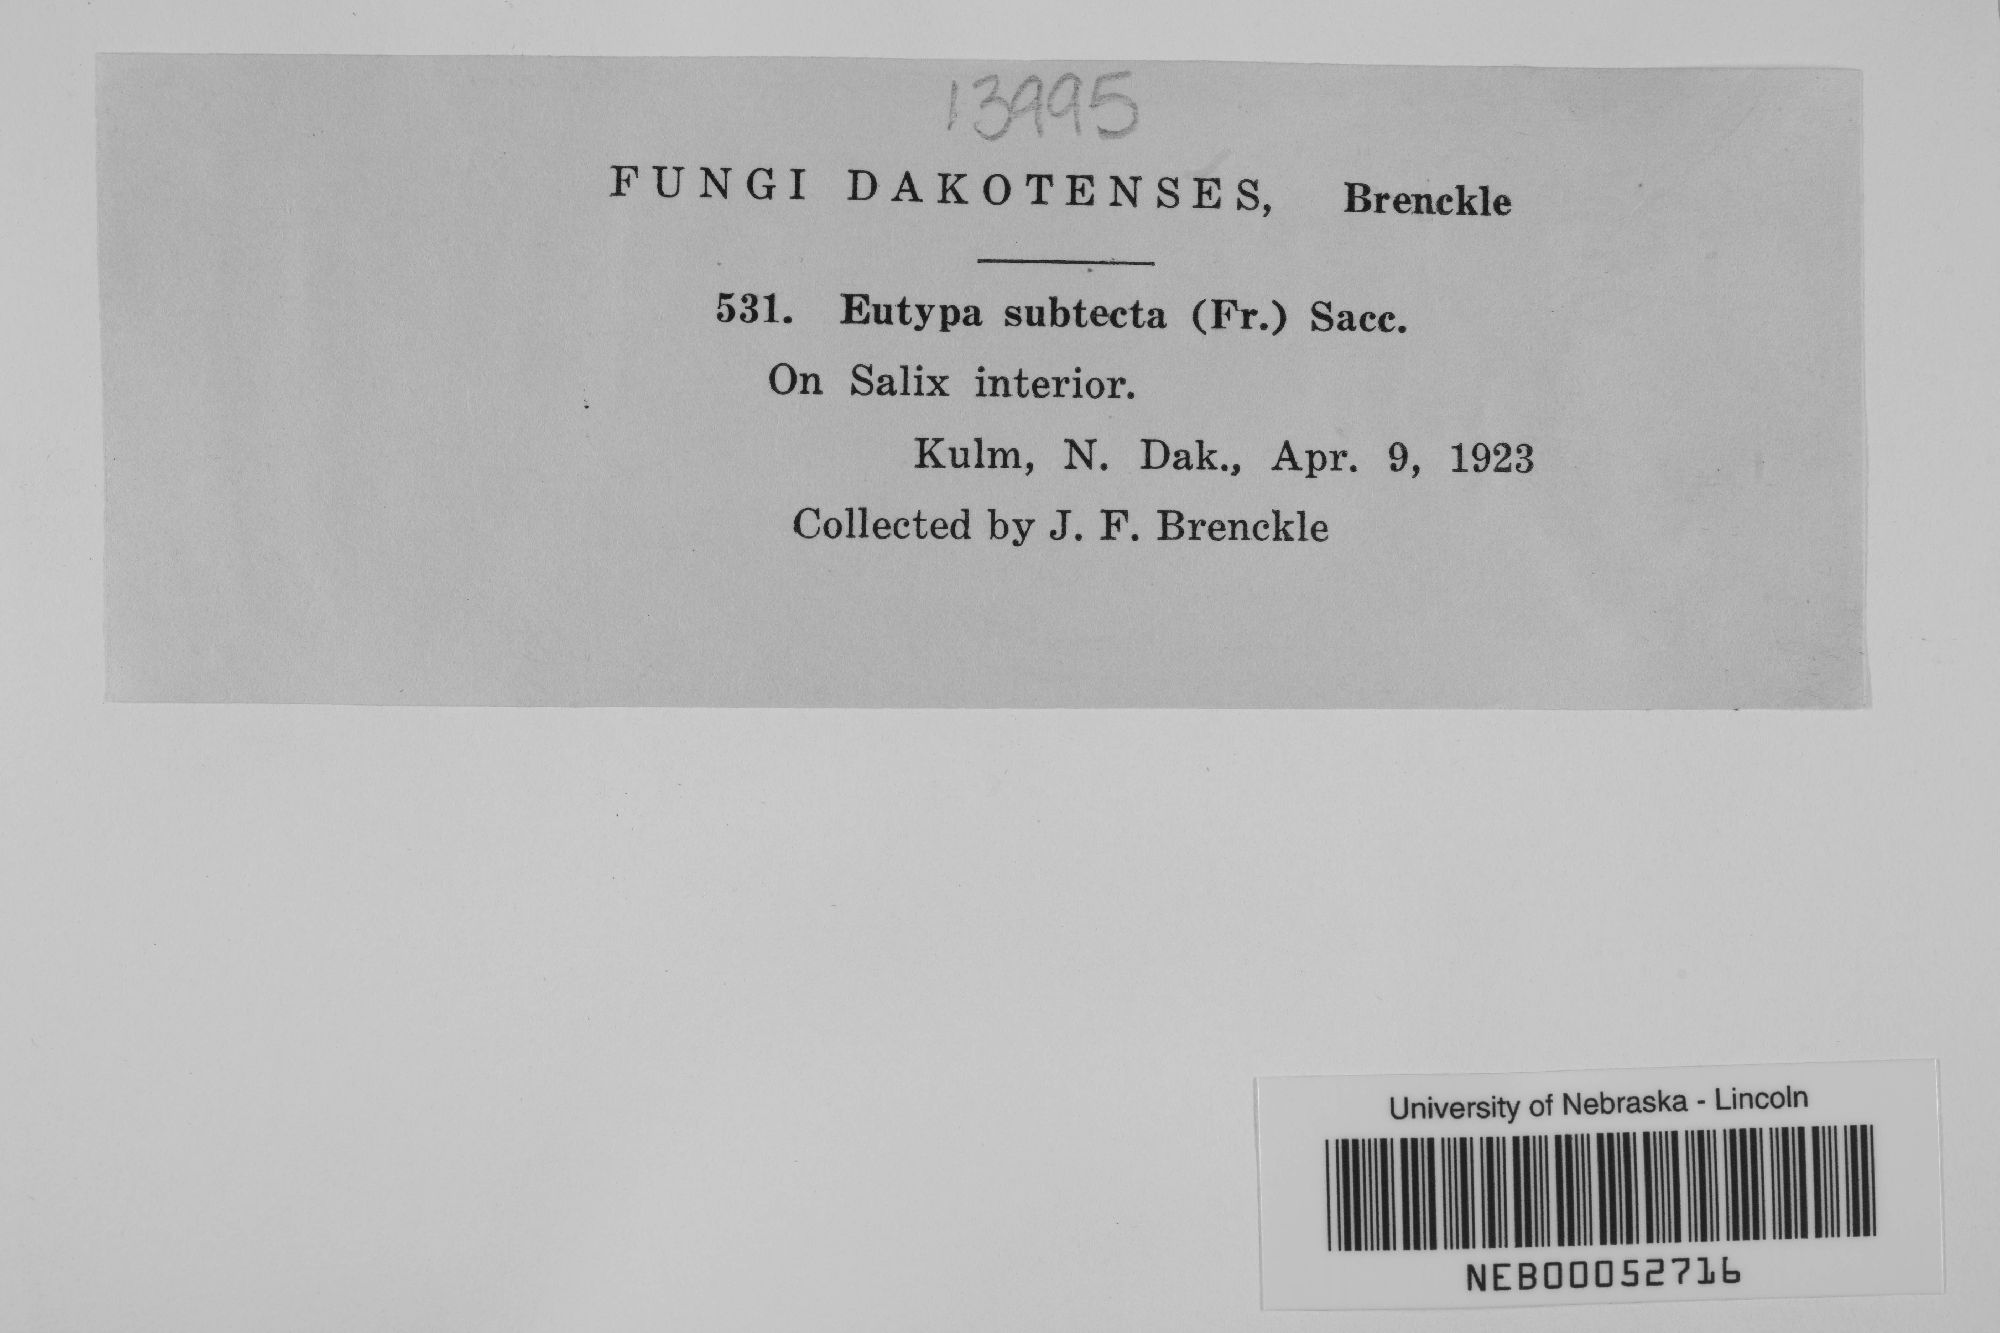 13995
FUNGI DAKOTENSES, Brenckle
531. Eutypa subtecta (Fr.) Sacc.
On Salix interior.
Kulm, N. Dak., Apr. 9, 1923
Collected by J. F. Brenckle
University of Nebraska - Lincoln
NEB00052716